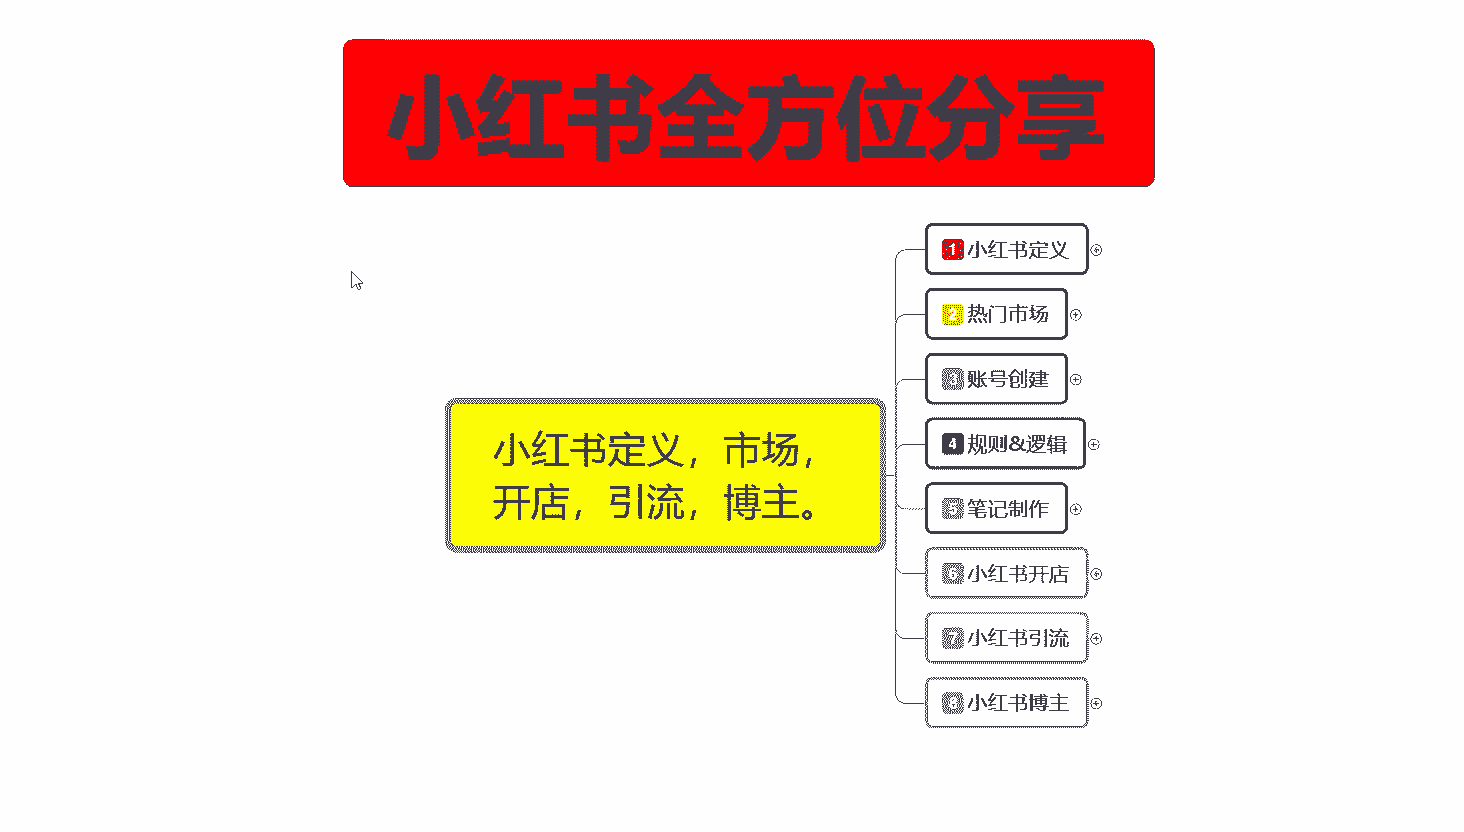 小红书全方位分享
小红书定义，市场，
开店，引流，博主。
1 小红书定义
2 热门市场
3 账号创建
4 规则&逻辑
5 笔记制作
6 小红书开店
7 小红书引流
8 小红书博主